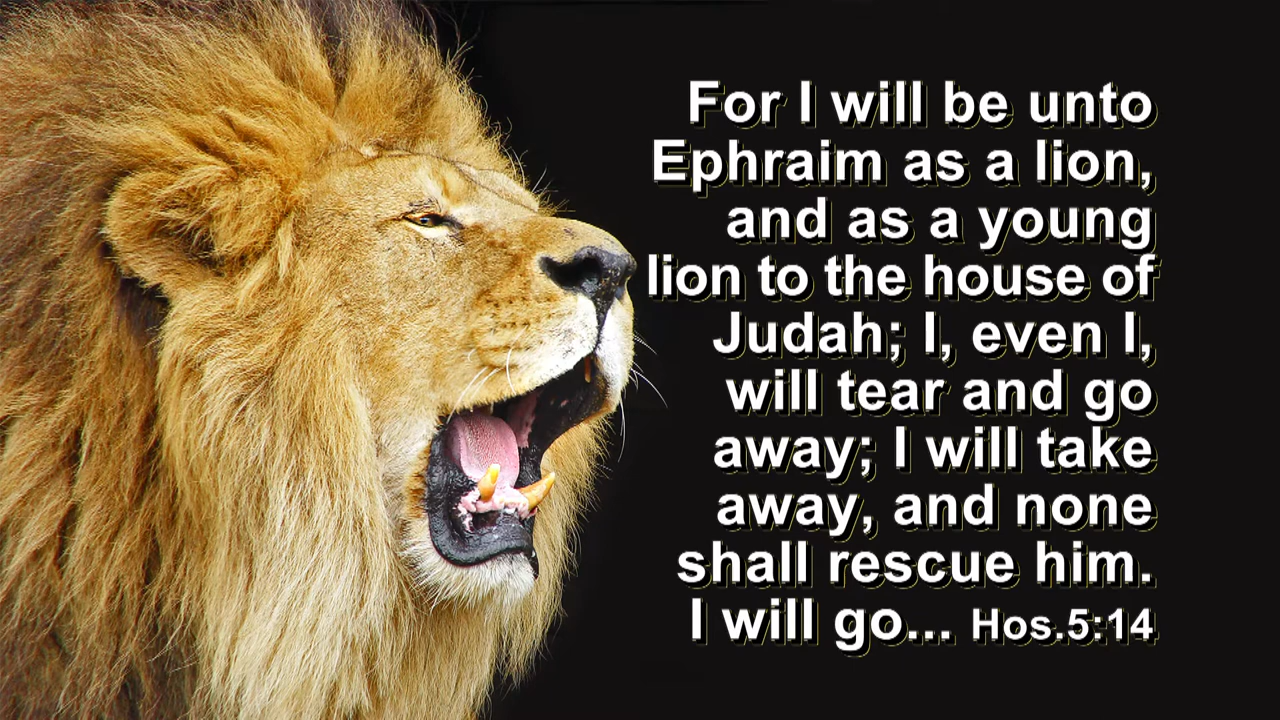 For I will be unto
Ephraim as a lion,
and as a young
lion to the house of
Judah; I, even I,
will tear and go
away; I will take
away, and none
shall rescue him.
I will go... Hos.5:14